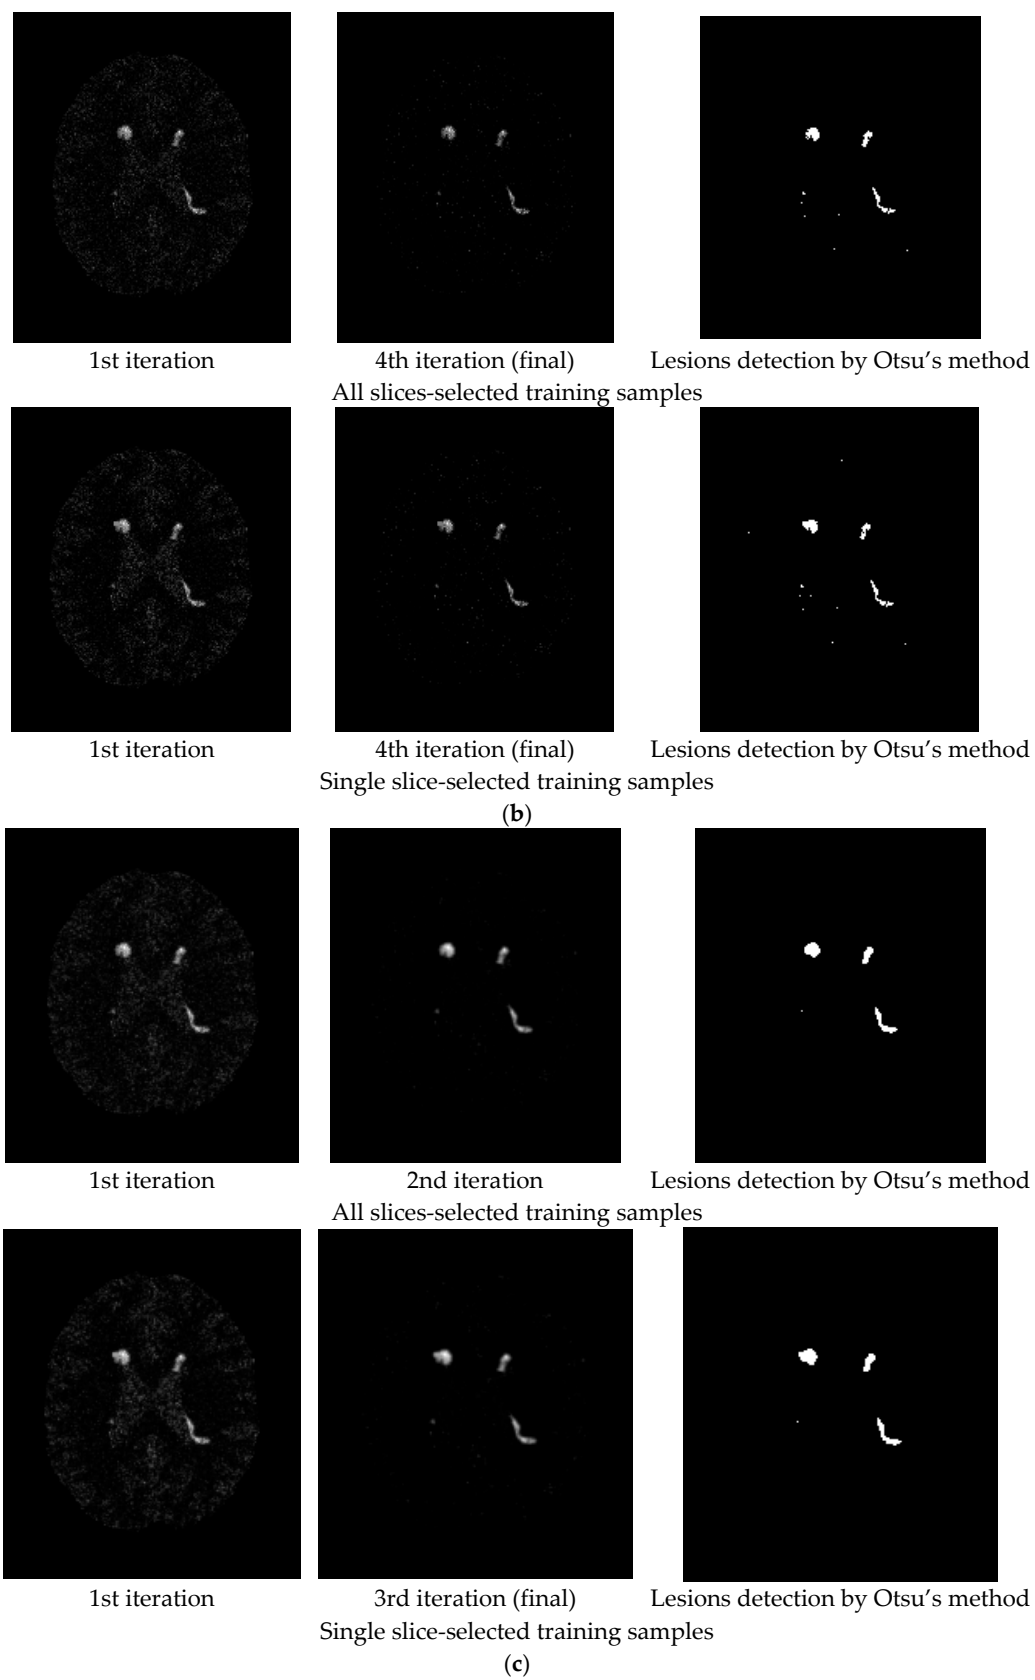 1st iteration 4th iteration (final) Lesions detection by Otsu’s method
All slices-selected training samples
1st iteration 4th iteration (final) Lesions detection by Otsu’s method
Single slice-selected training samples
(b)
1st iteration 2nd iteration Lesions detection by Otsu’s method
All slices-selected training samples
1st iteration 3rd iteration (final) Lesions detection by Otsu’s method
Single slice-selected training samples
(c)